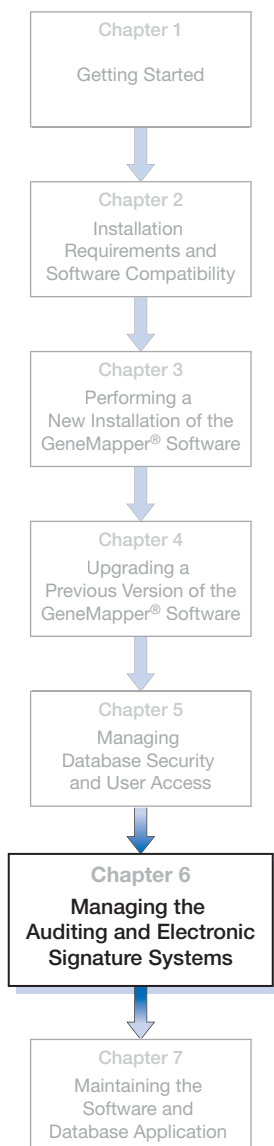 Chapter 1
Getting Started
Chapter 2
Installation
Requirements and
Software Compatibility
Chapter 3
Performing a
New Installation of the
GeneMapper® Software
Chapter 4
Upgrading a
Previous Version of the
GeneMapper® Software
Chapter 5
Managing
Database Security
and User Access
Chapter 6
Managing the
Auditing and Electronic
Signature Systems
Chapter 7
Maintaining the
Software and
Database Application